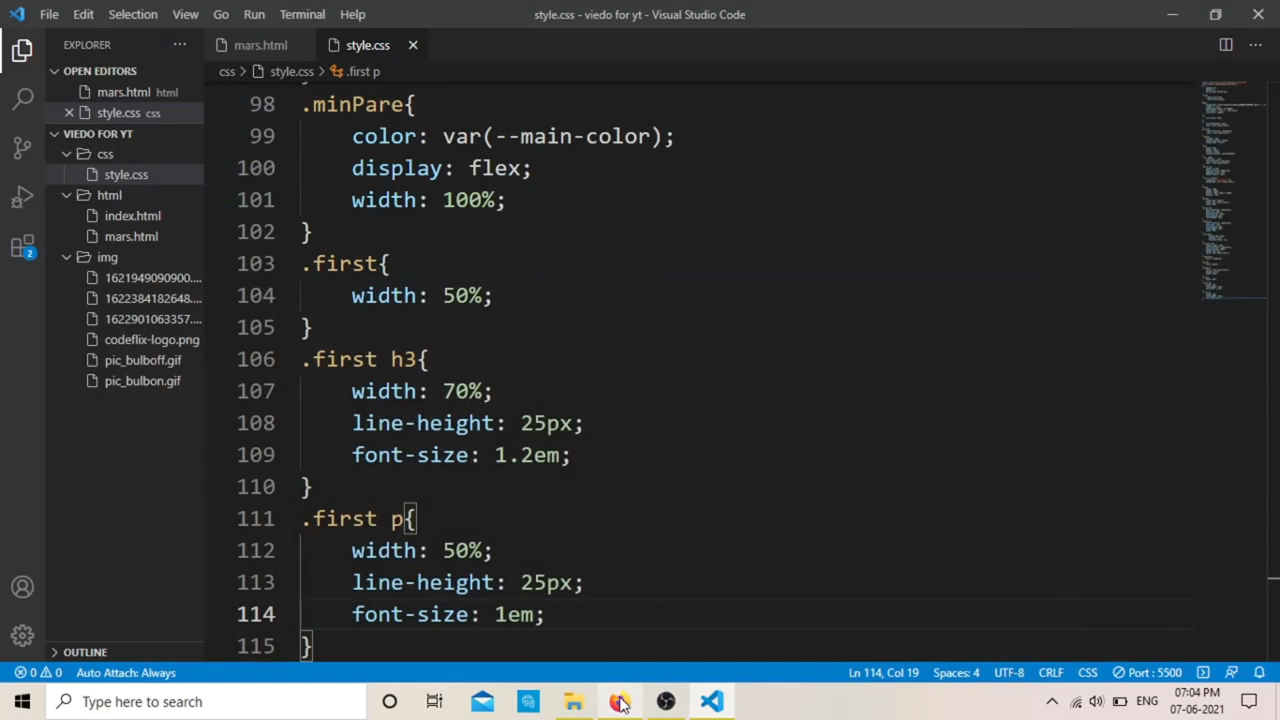 File Edit Selection View Go Run Terminal Help
style.css - viedo for yt - Visual Studio Code
EXPLORER
mars.html
style.css
OPEN EDITORS
css > style.css > .first p
mars.html html
style.css css
VIEDO FOR YT
css
style.css
html
index.html
mars.html
img
1621949090900....
1622384182648....
1622901063357....
codeflix-logo.png
pic_bulboff.gif
pic_bulbon.gif
OUTLINE
98 .minPare{
99 color: var(--main-color);
100 display: flex;
101 width: 100%;
102 }
103 .first{
104 width: 50%;
105 }
106 .first h3{
107 width: 70%;
108 line-height: 25px;
109 font-size: 1.2em;
110 }
111 .first p{
112 width: 50%;
113 line-height: 25px;
114 font-size: 1em;
115 }
2
0 0 Auto Attach: Always
Ln 114, Col 19 Spaces: 4 UTF-8 CRLF CSS Port : 5500
Type here to search
ENG
07:04 PM
07-06-2021